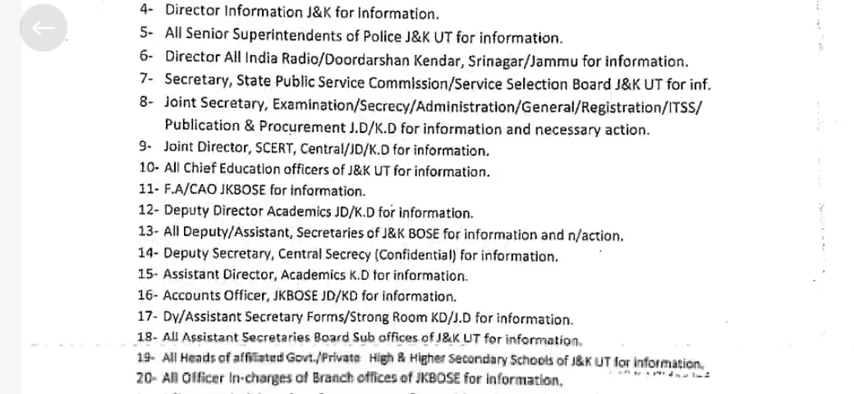 4- Director Information J&K for Information.
5- All Senior Superintendents of Police J&K UT for information.
6- Director All India Radio/Doordarshan Kendar, Srinagar/Jammu for information.
7- Secretary, State Public Service Commission/Service Selection Board J&K UT for inf.
8- Joint Secretary, Examination/Secrecy/Administration/General/Registration/ITSS/
Publication & Procurement J.D/K.D for information and necessary action.
9- Joint Director, SCERT, Central/JD/K.D for information.
10- All Chief Education officers of J&K UT for information.
11- F.A/CAO JKBOSE for information.
12- Deputy Director Academics JD/K.D for information.
13- All Deputy/Assistant, Secretaries of J&K BOSE for information and n/action.
14- Deputy Secretary, Central Secrecy (Confidential) for information.
15- Assistant Director, Academics K.D for information.
16- Accounts Officer, JKBOSE JD/KD for information.
17- Dy/Assistant Secretary Forms/Strong Room KD/J.D for information.
18- All Assistant Secretaries Board Sub offices of J&K UT for information.
19- All Heads of affiliated Govt./Private High & Higher Secondary Schools of J&K UT for information.
20- All Officer In-charges of Branch offices of JKBOSE for information.